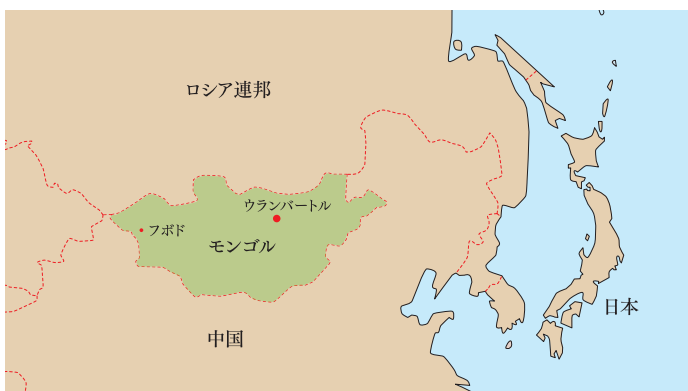 ロシア連邦
ウランバートル
フボド
モンゴル
日本
中国